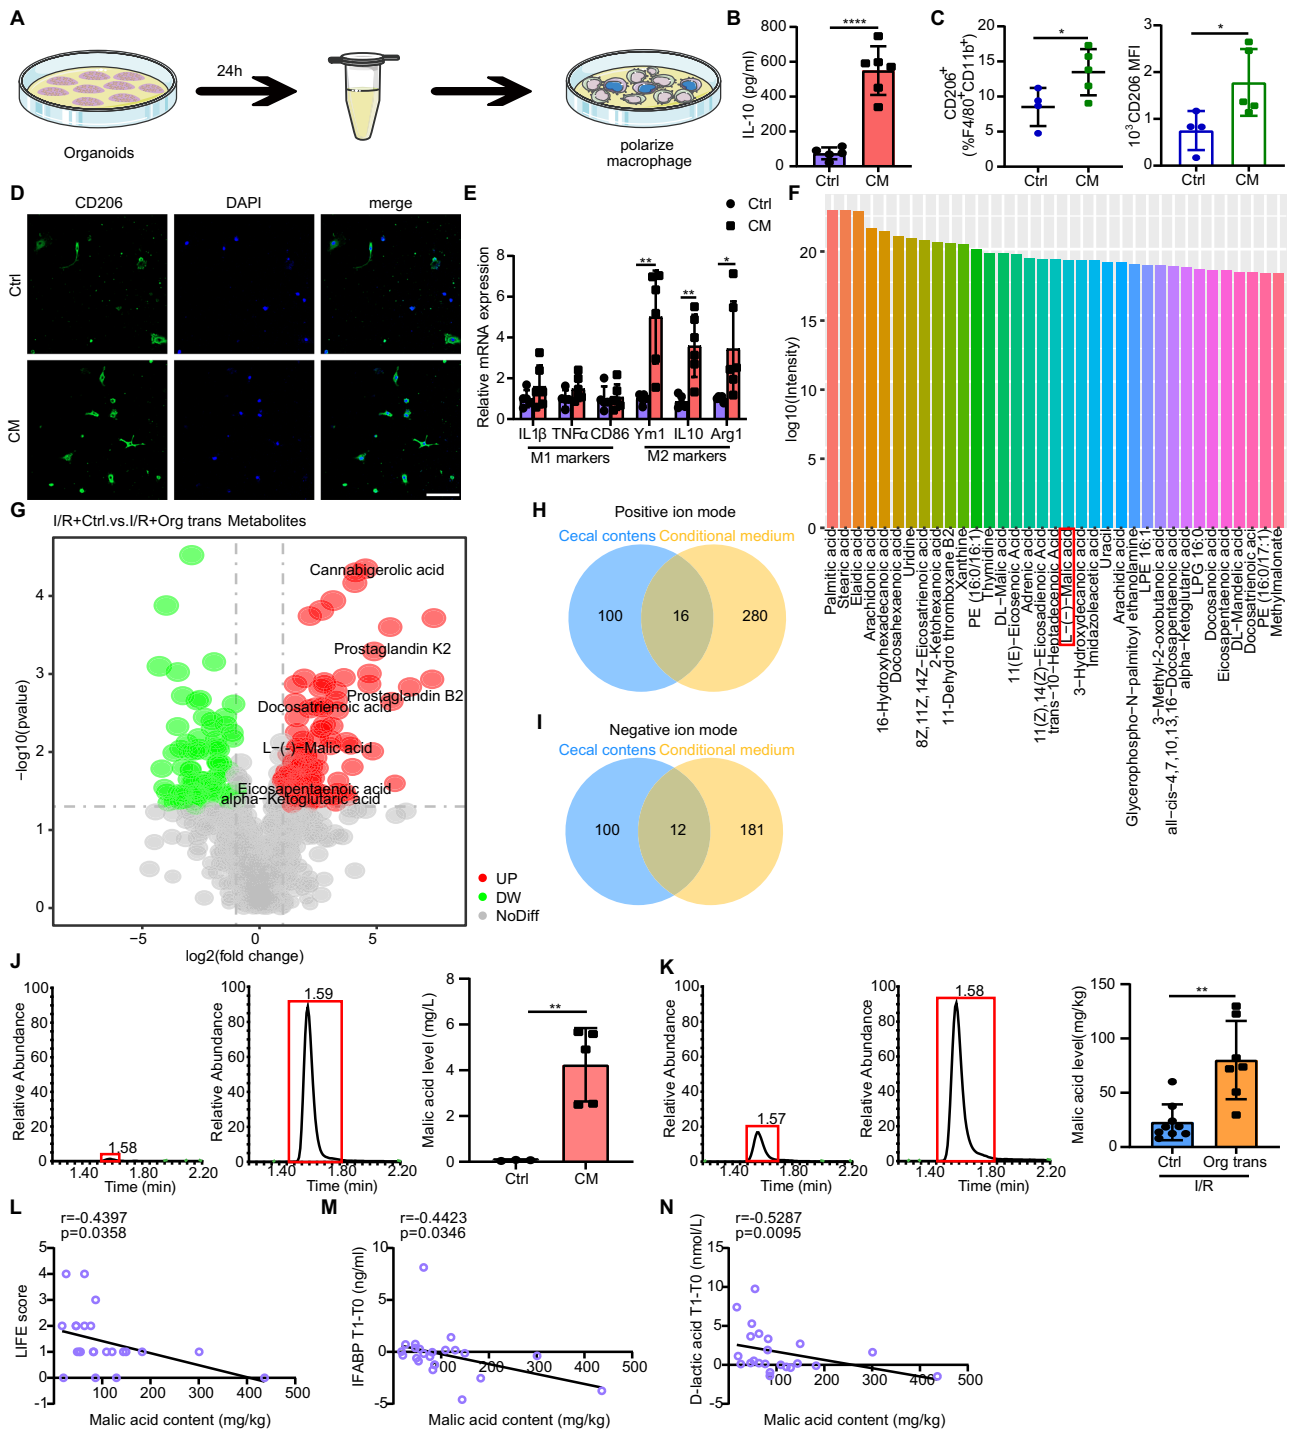 A
24h
Organoids
polarize
macrophage
B
IL-10 (pg/ml)
800
600
400
200
0
****
Ctrl
CM
C
CD206+
(%F4/80+CD11b+)
20
15
10
5
0
*
Ctrl
CM
10³CD206 MFI
3
2
1
0
*
Ctrl
CM
D
CD206
DAPI
merge
Ctrl
CM
E
Ctrl
CM
Relative mRNA expression
8
6
4
2
0
**
**
*
IL1β
TNFα
CD86
Ym1
IL10
Arg1
M1 markers
M2 markers
F
log10(Intensity)
20
15
10
5
0
Palmitic acid
Stearic acid
Elaidic acid
Arachidonic acid
16-Hydroxyhexadecanoic acid
Docosahexaenoic acid
Uridine
8Z,11Z,14Z−Eicosatrienoic acid
2-Ketohexanoic acid
11-Dehydro thromboxane B2
Xanthine
PE (16:0/16:1)
Thymidine
DL−Malic acid
11(E)−Eicosenoic Acid
Adrenic acid
11(Z),14(Z)−Eicosadienoic Acid
trans−10−Heptadecenoic Acid
L−(−)−Malic acid
3−Hydroxydecanoic acid
Imidazoleacetic acid
Uracil
Arachidic acid
Glycerophospho−N−palmitoyl ethanolamine
LPE 16:1
3−Methyl-2−oxobutanoic acid
all−cis−4,7,10,13,16−Docosapentaenoic acid
alpha−Ketoglutaric acid
LPG 16:0
Docosanoic acid
Eicosapentaenoic acid
DL−Mandelic acid
Docosatrienoic aci
PE (16:0/17:1)
Methylmalonate
G
I/R+Ctrl.vs.I/R+Org trans Metabolites
−log10(pvalue)
4
3
2
1
0
Cannabigerolic acid
Prostaglandin K2
Prostaglandin B2
Docosatrienoic acid
L−(-)−Malic acid
Eicosapentaenoic acid
alpha−Ketoglutaric acid
−5
0
5
log2(fold change)
UP
DW
NoDiff
H
Positive ion mode
Cecal contens
Conditional medium
100
16
280
I
Negative ion mode
Cecal contens
Conditional medium
100
12
181
J
Relative Abundance
100
80
60
40
20
0
1.58
1.40
1.80
2.20
Time (min)
Relative Abundance
100
80
60
40
20
0
1.59
1.40
1.80
2.20
Time (min)
Malic acid level (mg/L)
8
6
4
2
0
**
Ctrl
CM
K
Relative Abundance
100
80
60
40
20
0
1.57
1.40
1.80
2.20
Time (min)
Relative Abundance
100
80
60
40
20
0
1.58
1.40
1.80
2.20
Time (min)
Malic acid level(mg/kg)
150
100
50
0
**
Ctrl
Org trans
I/R
L
r=-0.4397
p=0.0358
LIFE score
5
4
3
2
1
0
-1
100
200
300
400
500
Malic acid content (mg/kg)
M
r=-0.4423
p=0.0346
IFABP T1-T0 (ng/ml)
10
5
0
-5
100
200
300
400
500
Malic acid content (mg/kg)
N
r=-0.5287
p=0.0095
D-lactic acid T1-T0 (nmol/L)
15
10
5
0
-5
100
200
300
400
500
Malic acid content (mg/kg)